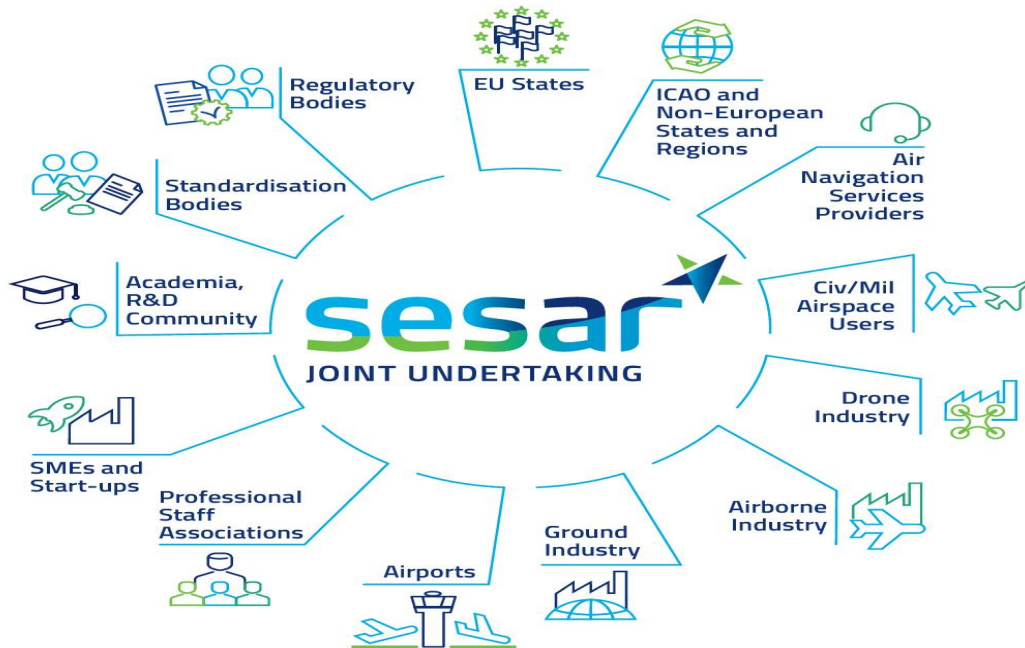 EU States
ICAO and
Non-European
States and
Regions
Air
Navigation
Services
Providers
Civ/Mil
Airspace
Users
Drone
Industry
Airborne
Industry
Ground
Industry
Airports
Professional
Staff
Associations
SMEs and
Start-ups
Academia,
R&D
Community
Standardisation
Bodies
Regulatory
Bodies
sesar
JOINT UNDERTAKING